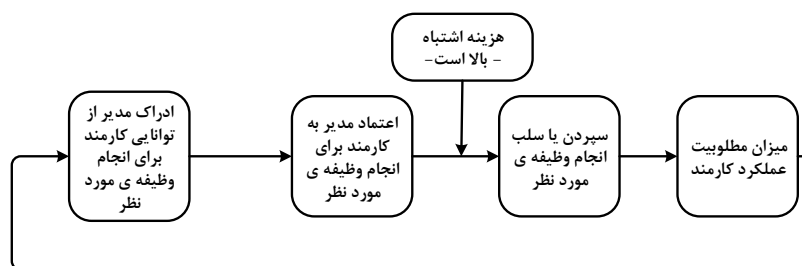 هزینه اشتباه
- بالا است-
ادراک مدیر از
توانایی کارمند
برای انجام
وظیفه ی مورد
نظر
اعتماد مدیر به
کارمند برای
انجام وظیفه ی
مورد نظر
سپردن یا سلب
انجام وظیفه ی
مورد نظر
میزان مطلوبیت
عملکرد کارمند